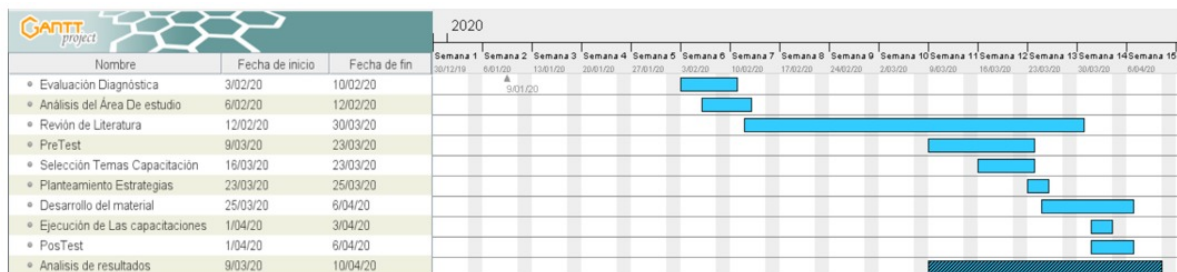 GANTT project
2020
Semana 1 Semana 2 Semana 3 Semana 4 Semana 5 Semana 6 Semana 7 Semana 8 Semana 9 Semana 10 Semana 11 Semana 12 Semana 13 Semana 14 Semana 15
Nombre Fecha de inicio Fecha de fin
30/12/19 6/01/20 13/01/20 20/01/20 27/01/20 3/02/20 10/02/20 17/02/20 24/02/20 2/03/20 9/03/20 16/03/20 23/03/20 30/03/20 6/04/20
Evaluación Diagnóstica 3/02/20 10/02/20
9/01/20
Análisis del Área De estudio 6/02/20 12/02/20
Revión de Literatura 12/02/20 30/03/20
PreTest 9/03/20 23/03/20
Selección Temas Capacitación 16/03/20 23/03/20
Planteamiento Estrategias 23/03/20 25/03/20
Desarrollo del material 25/03/20 6/04/20
Ejecución de Las capacitaciones 1/04/20 3/04/20
PosTest 1/04/20 6/04/20
Analisis de resultados 9/03/20 10/04/20